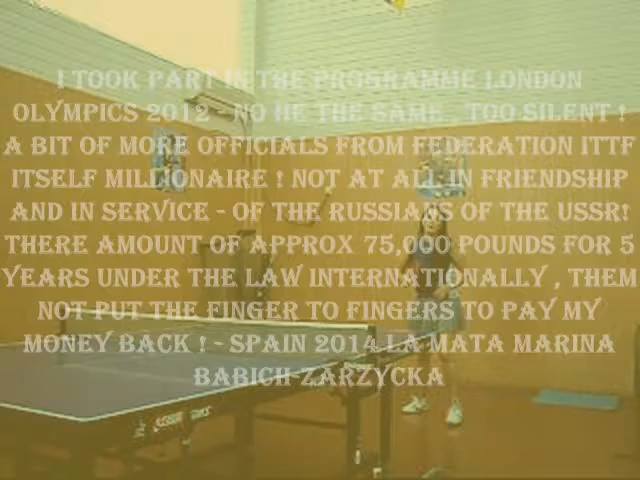 I TOOK PART IN THE PROGRAMME LONDON
OLYMPICS 2012 - NO HE THE SAME , TOO SILENT !
A BIT OF MORE OFFICIALS FROM FEDERATION ITTF
ITSELF MILLIONAIRE ! NOT AT ALL IN FRIENDSHIP
AND IN SERVICE - OF THE RUSSIANS OF THE USSR!
THERE AMOUNT OF APPROX 75,000 POUNDS FOR 5
YEARS UNDER THE LAW INTERNATIONALLY , THEM
NOT PUT THE FINGER TO FINGERS TO PAY MY
MONEY BACK ! - SPAIN 2014 LA MATA MARINA
BABICH-ZARZYCKA